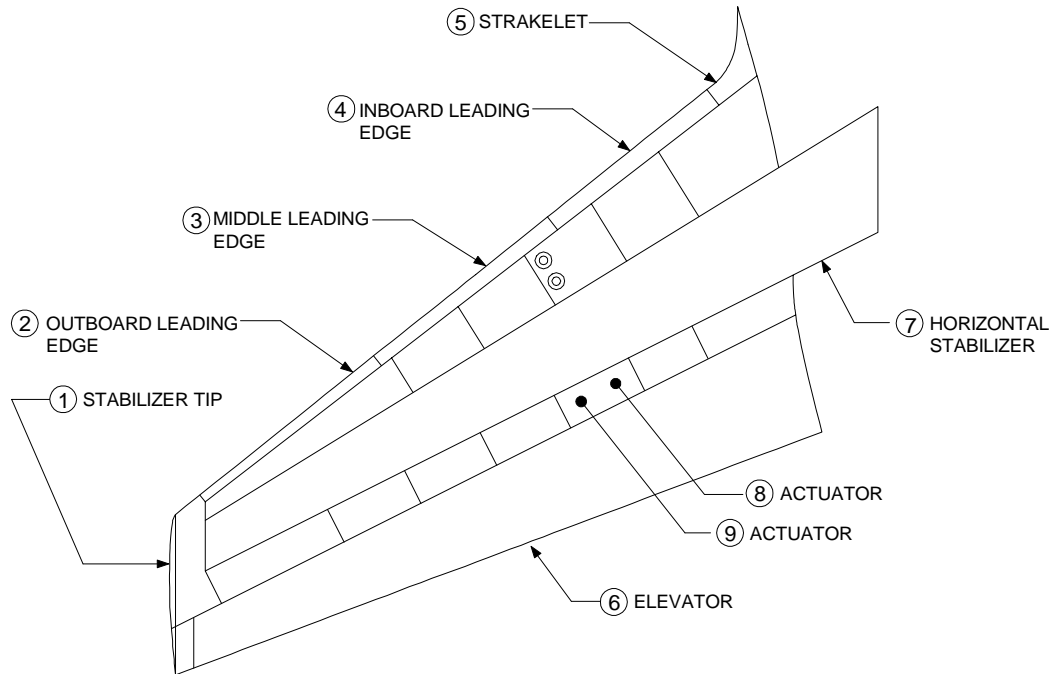 5 STRAKELET
4 INBOARD LEADING
EDGE
3 MIDDLE LEADING
EDGE
2 OUTBOARD LEADING
EDGE
7 HORIZONTAL
STABILIZER
1 STABILIZER TIP
8 ACTUATOR
9 ACTUATOR
6 ELEVATOR